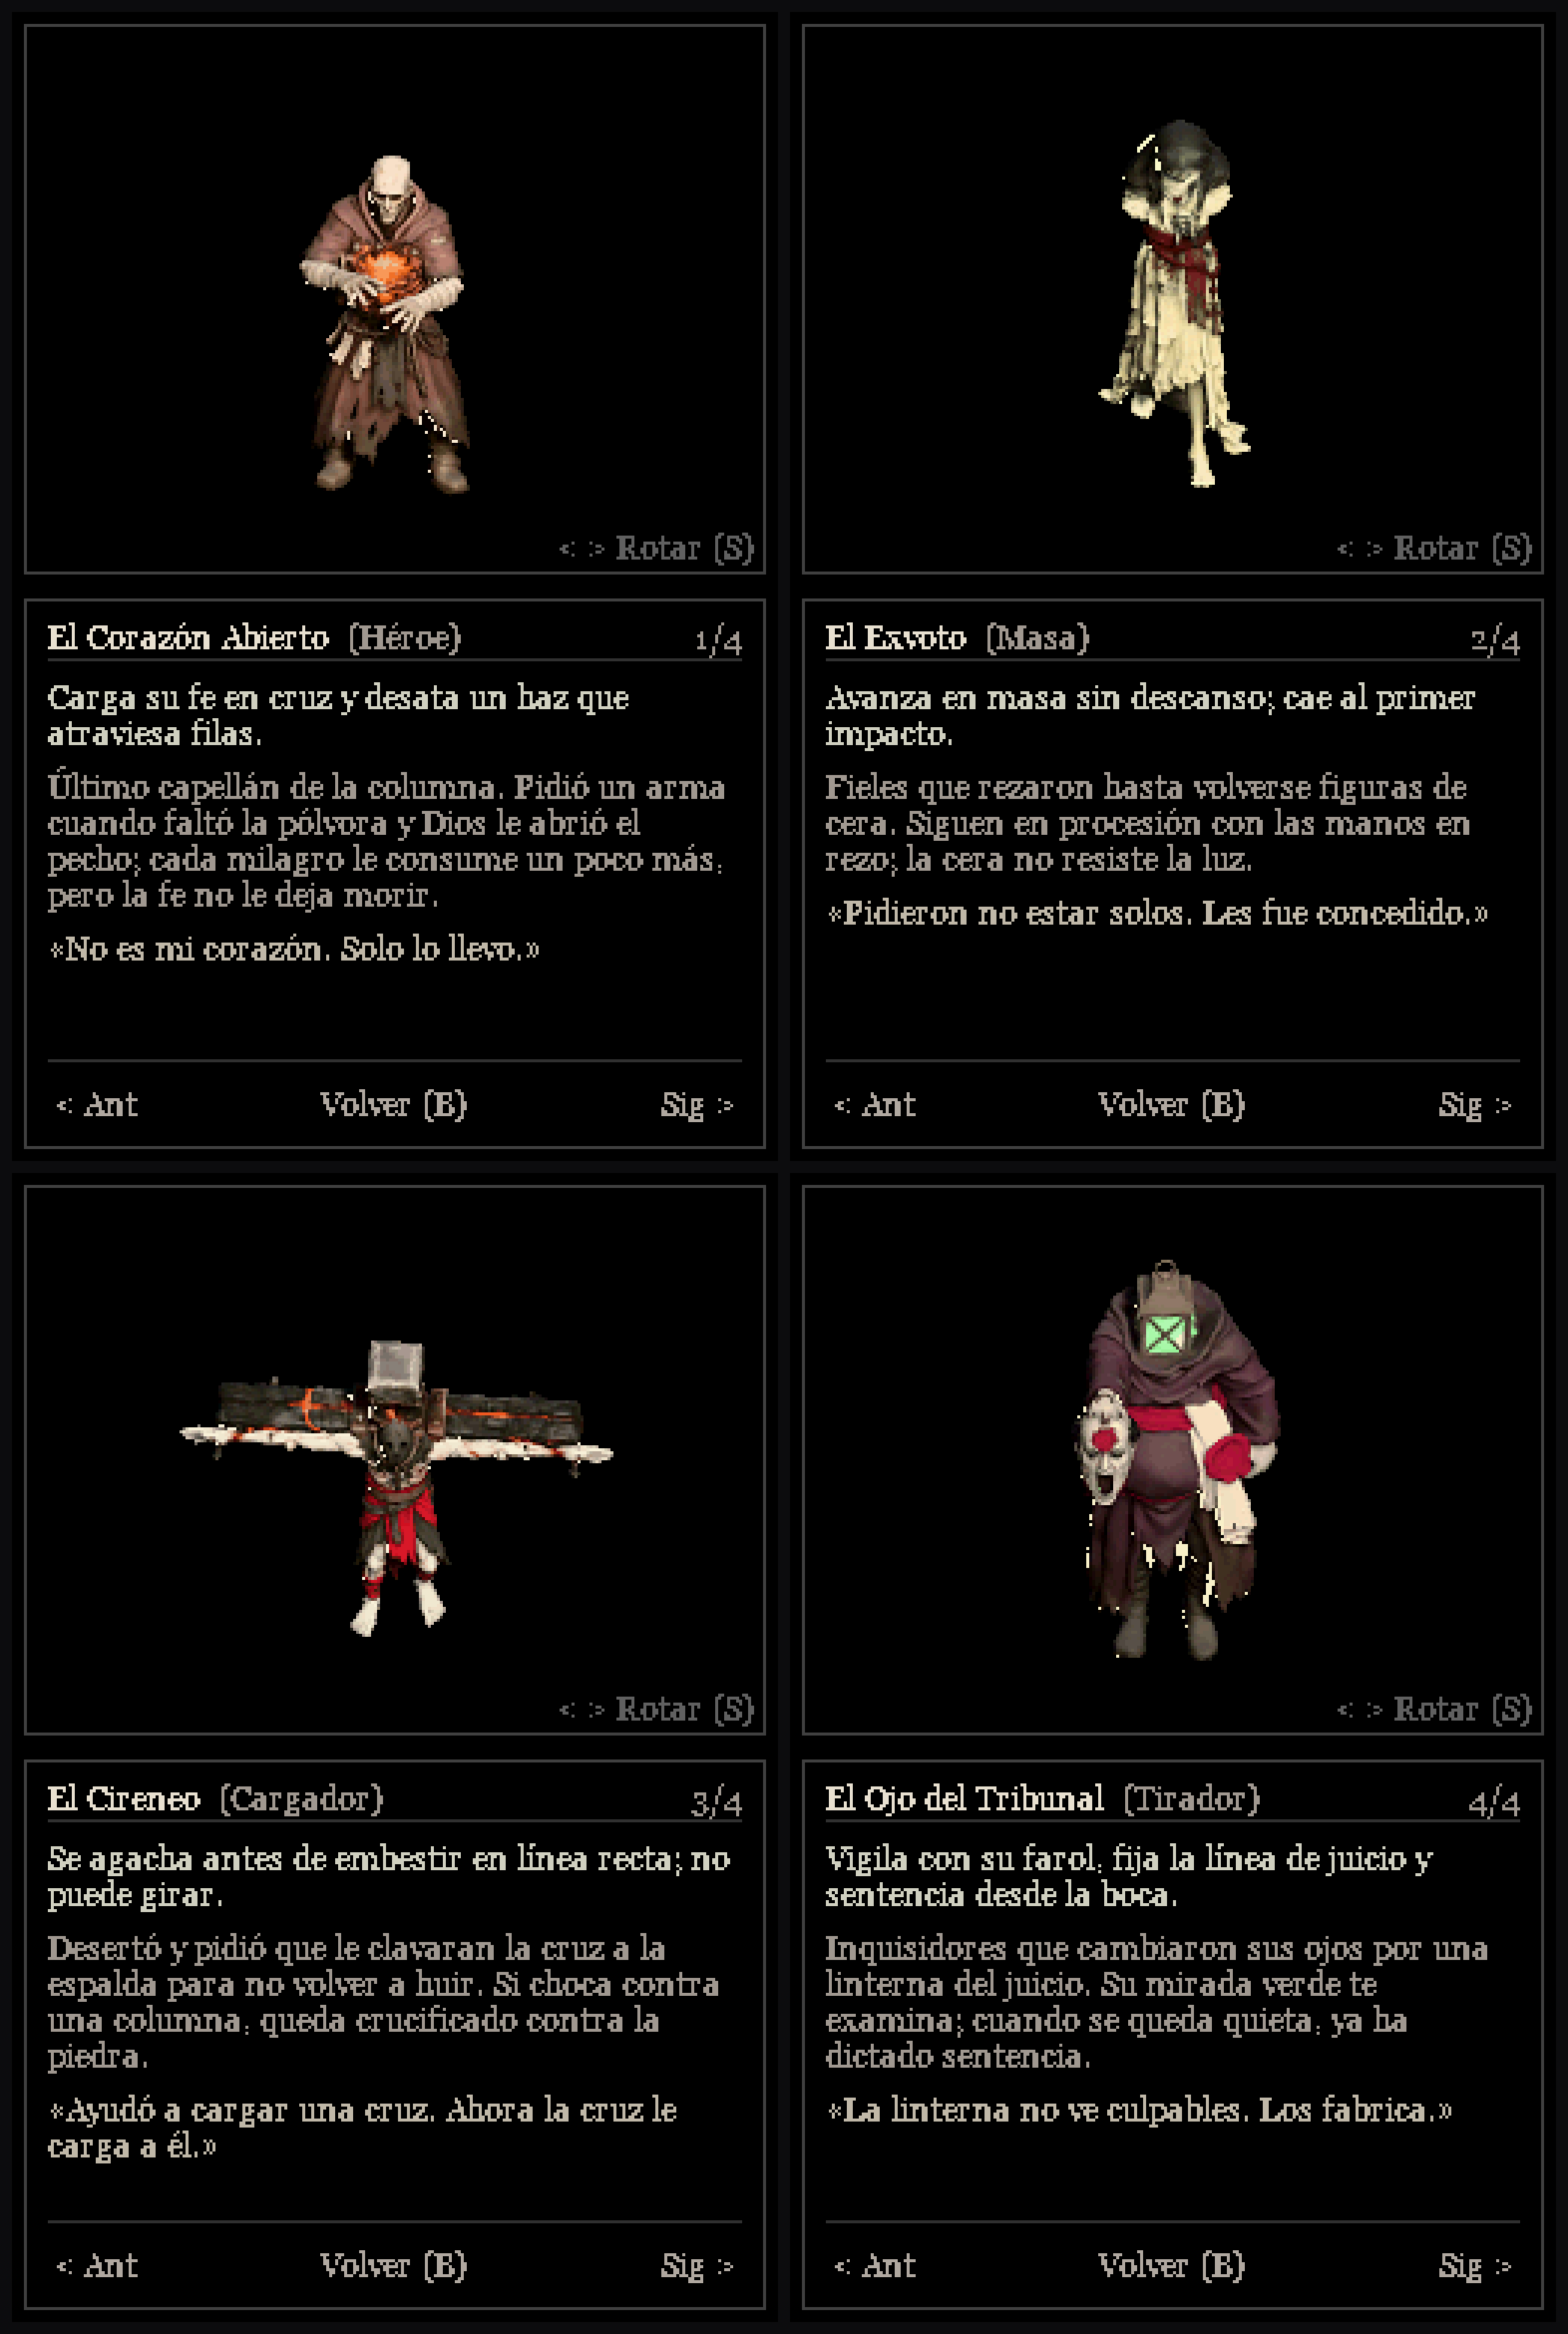 < > Rotar (S)
El Corazón Abierto (Héroe) 1/4
Carga su fe en cruz y desata un haz que
atraviesa filas.
Último capellán de la columna. Pidió un arma
cuando faltó la pólvora y Dios le abrió el
pecho; cada milagro le consume un poco más,
pero la fe no le deja morir.
«No es mi corazón. Solo lo llevo.»
< Ant Volver (B) Sig >
< > Rotar (S)
El Exvoto (Masa) 2/4
Avanza en masa sin descanso; cae al primer
impacto.
Fieles que rezaron hasta volverse figuras de
cera. Siguen en procesión con las manos en
rezo; la cera no resiste la luz.
«Pidieron no estar solos. Les fue concedido.»
< Ant Volver (B) Sig >
< > Rotar (S)
El Cireneo (Cargador) 3/4
Se agacha antes de embestir en línea recta; no
puede girar.
Desertó y pidió que le clavaran la cruz a la
espalda para no volver a huir. Si choca contra
una columna, queda crucificado contra la
piedra.
«Ayudó a cargar una cruz. Ahora la cruz le
carga a él.»
< Ant Volver (B) Sig >
< > Rotar (S)
El Ojo del Tribunal (Tirador) 4/4
Vigila con su farol, fija la línea de juicio y
sentencia desde la boca.
Inquisidores que cambiaron sus ojos por una
linterna del juicio. Su mirada verde te
examina; cuando se queda quieta, ya ha
dictado sentencia.
«La linterna no ve culpables. Los fabrica.»
< Ant Volver (B) Sig >